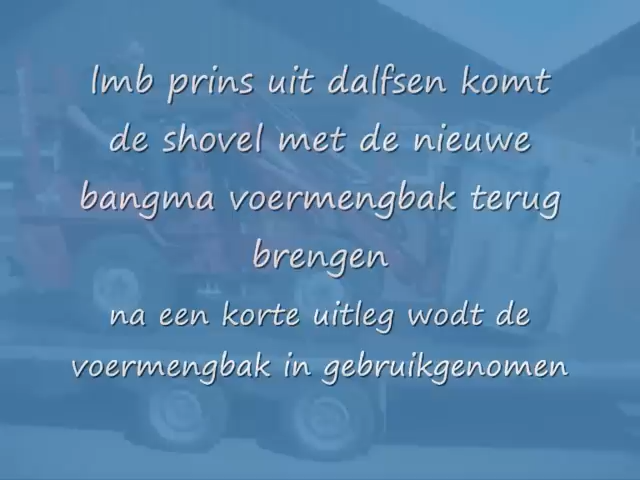 lmb prins uit dalfsen komt
de shovel met de nieuwe
bangma voermengbak terug
brengen
na een korte uitleg wodt de
voermengbak in gebruikgenomen